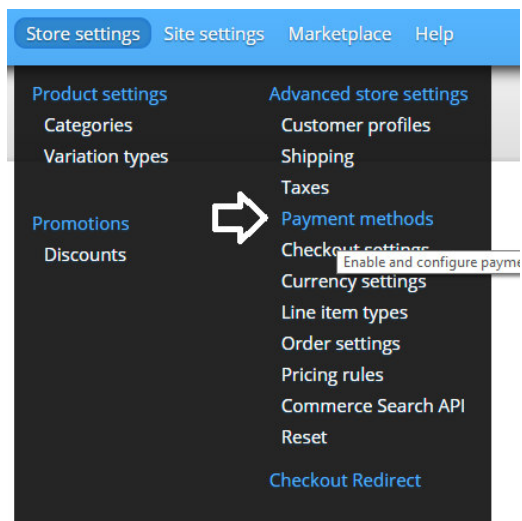 Store settings Site settings Marketplace Help
Product settings
Categories
Variation types
Promotions
Discounts
Advanced store settings
Customer profiles
Shipping
Taxes
Payment methods
Checkout settings
Enable and configure
Currency settings
Line item types
Order settings
Pricing rules
Commerce Search API
Reset
Checkout Redirect